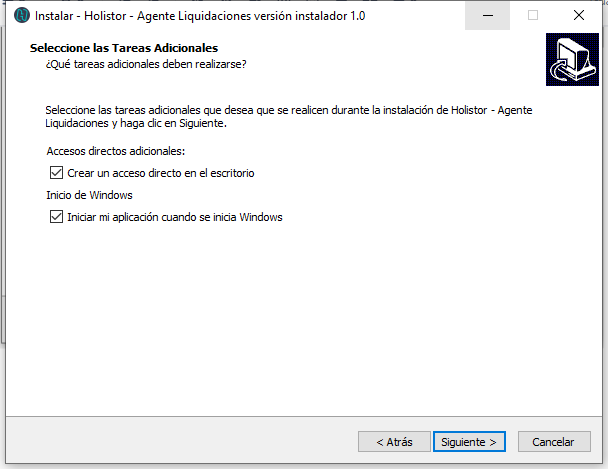 Instalar - Holistor - Agente Liquidaciones versión instalador 1.0
Seleccione las Tareas Adicionales
¿Qué tareas adicionales deben realizarse?
Seleccione las tareas adicionales que desea que se realicen durante la instalación de Holistor - Agente
Liquidaciones y haga clic en Siguiente.
Accesos directos adicionales:
Crear un acceso directo en el escritorio
Inicio de Windows
Iniciar mi aplicación cuando se inicia Windows
< Atrás
Siguiente >
Cancelar